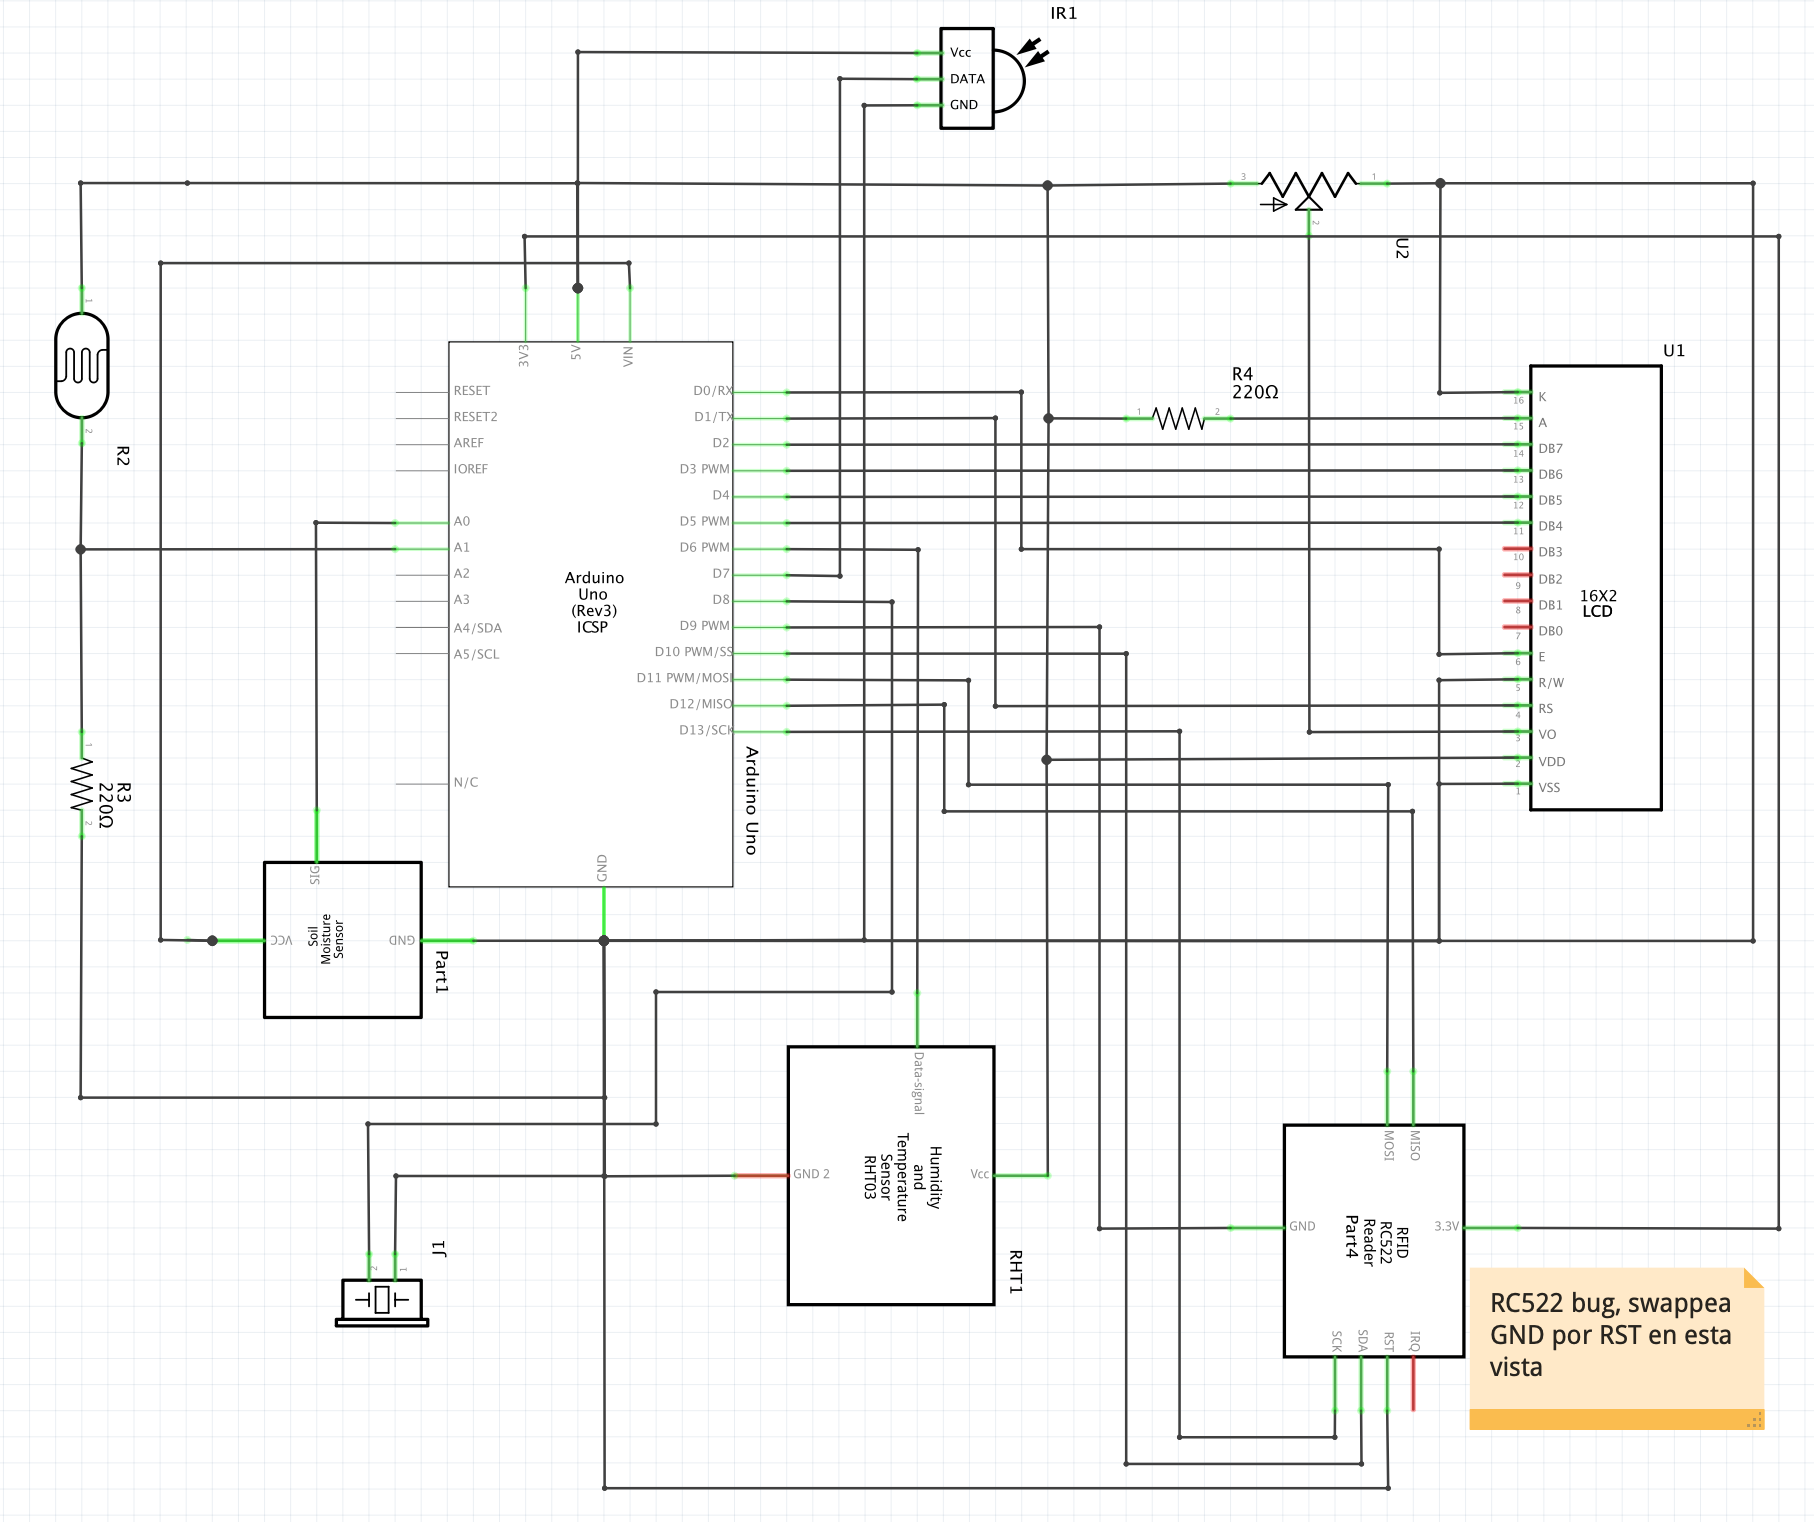 IR1
Vcc
DATA
GND
3
1
2
U2
1
2
R2
3V3
5V
VIN
RESET
RESET2
AREF
IOREF
A0
A1
A2
A3
A4/SDA
A5/SCL
N/C
D0/RX
D1/TX
D2
D3 PWM
D4
D5 PWM
D6 PWM
D7
D8
D9 PWM
D10 PWM/SS
D11 PWM/MOSI
D12/MISO
D13/SCK
GND
Arduino
Uno
(Rev3)
ICSP
Arduino Uno
R4
220Ω
1
2
U1
16 K
15 A
14 DB7
13 DB6
12 DB5
11 DB4
10 DB3
9 DB2
8 DB1
7 DB0
6 E
5 R/W
4 RS
3 VO
2 VDD
1 VSS
16X2
LCD
1
2
R3
220Ω
SIG
VCC
GND
Soil
Moisture
Sensor
Part1
Data-signal
GND 2
Vcc
Humidity
and
Temperature
Sensor
RHT03
RHT1
J1
2
1
MOSI
MISO
GND
3.3V
RFID
RC522
Reader
Part4
SCK
SDA
RST
IRQ
RC522 bug, swappea
GND por RST en esta
vista